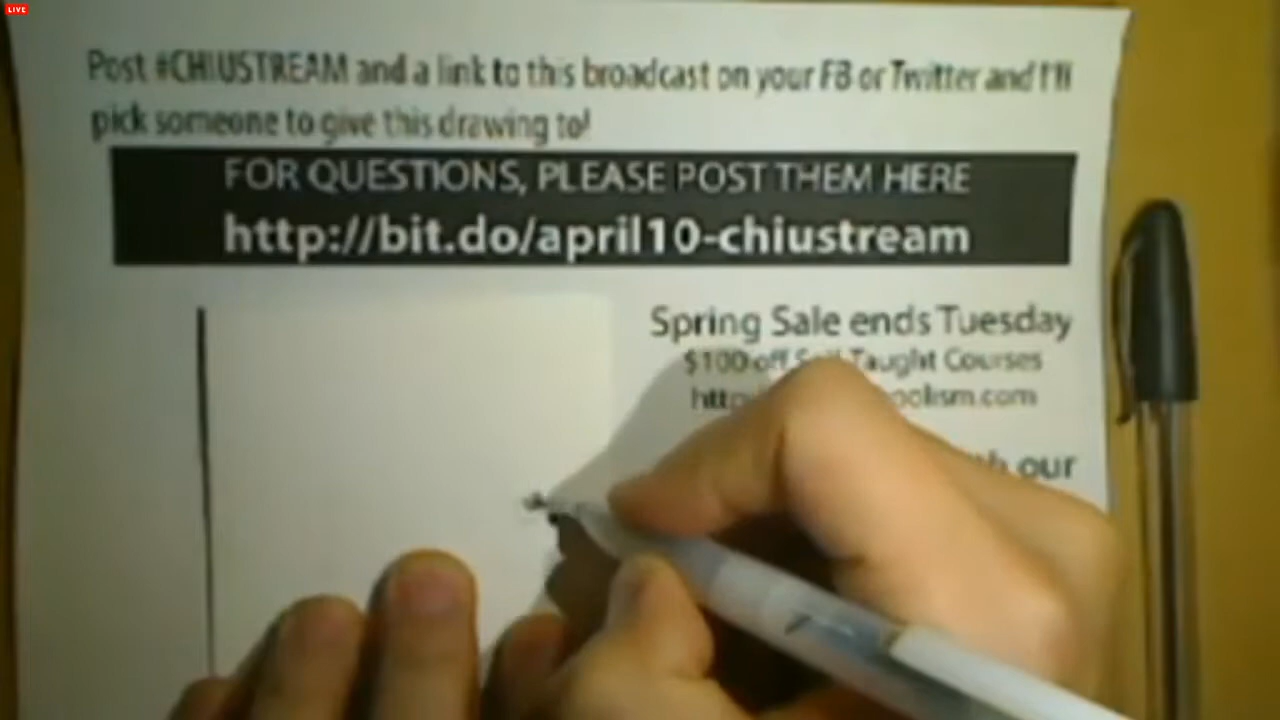 LIVE
Post #CHIUSTREAM and a link to this broadcast on your FB or Twitter and I'll
pick someone to give this drawing to!
FOR QUESTIONS, PLEASE POST THEM HERE
http://bit.do/april10-chiustream
Spring Sale ends Tuesday
$100 off Taught Courses
our